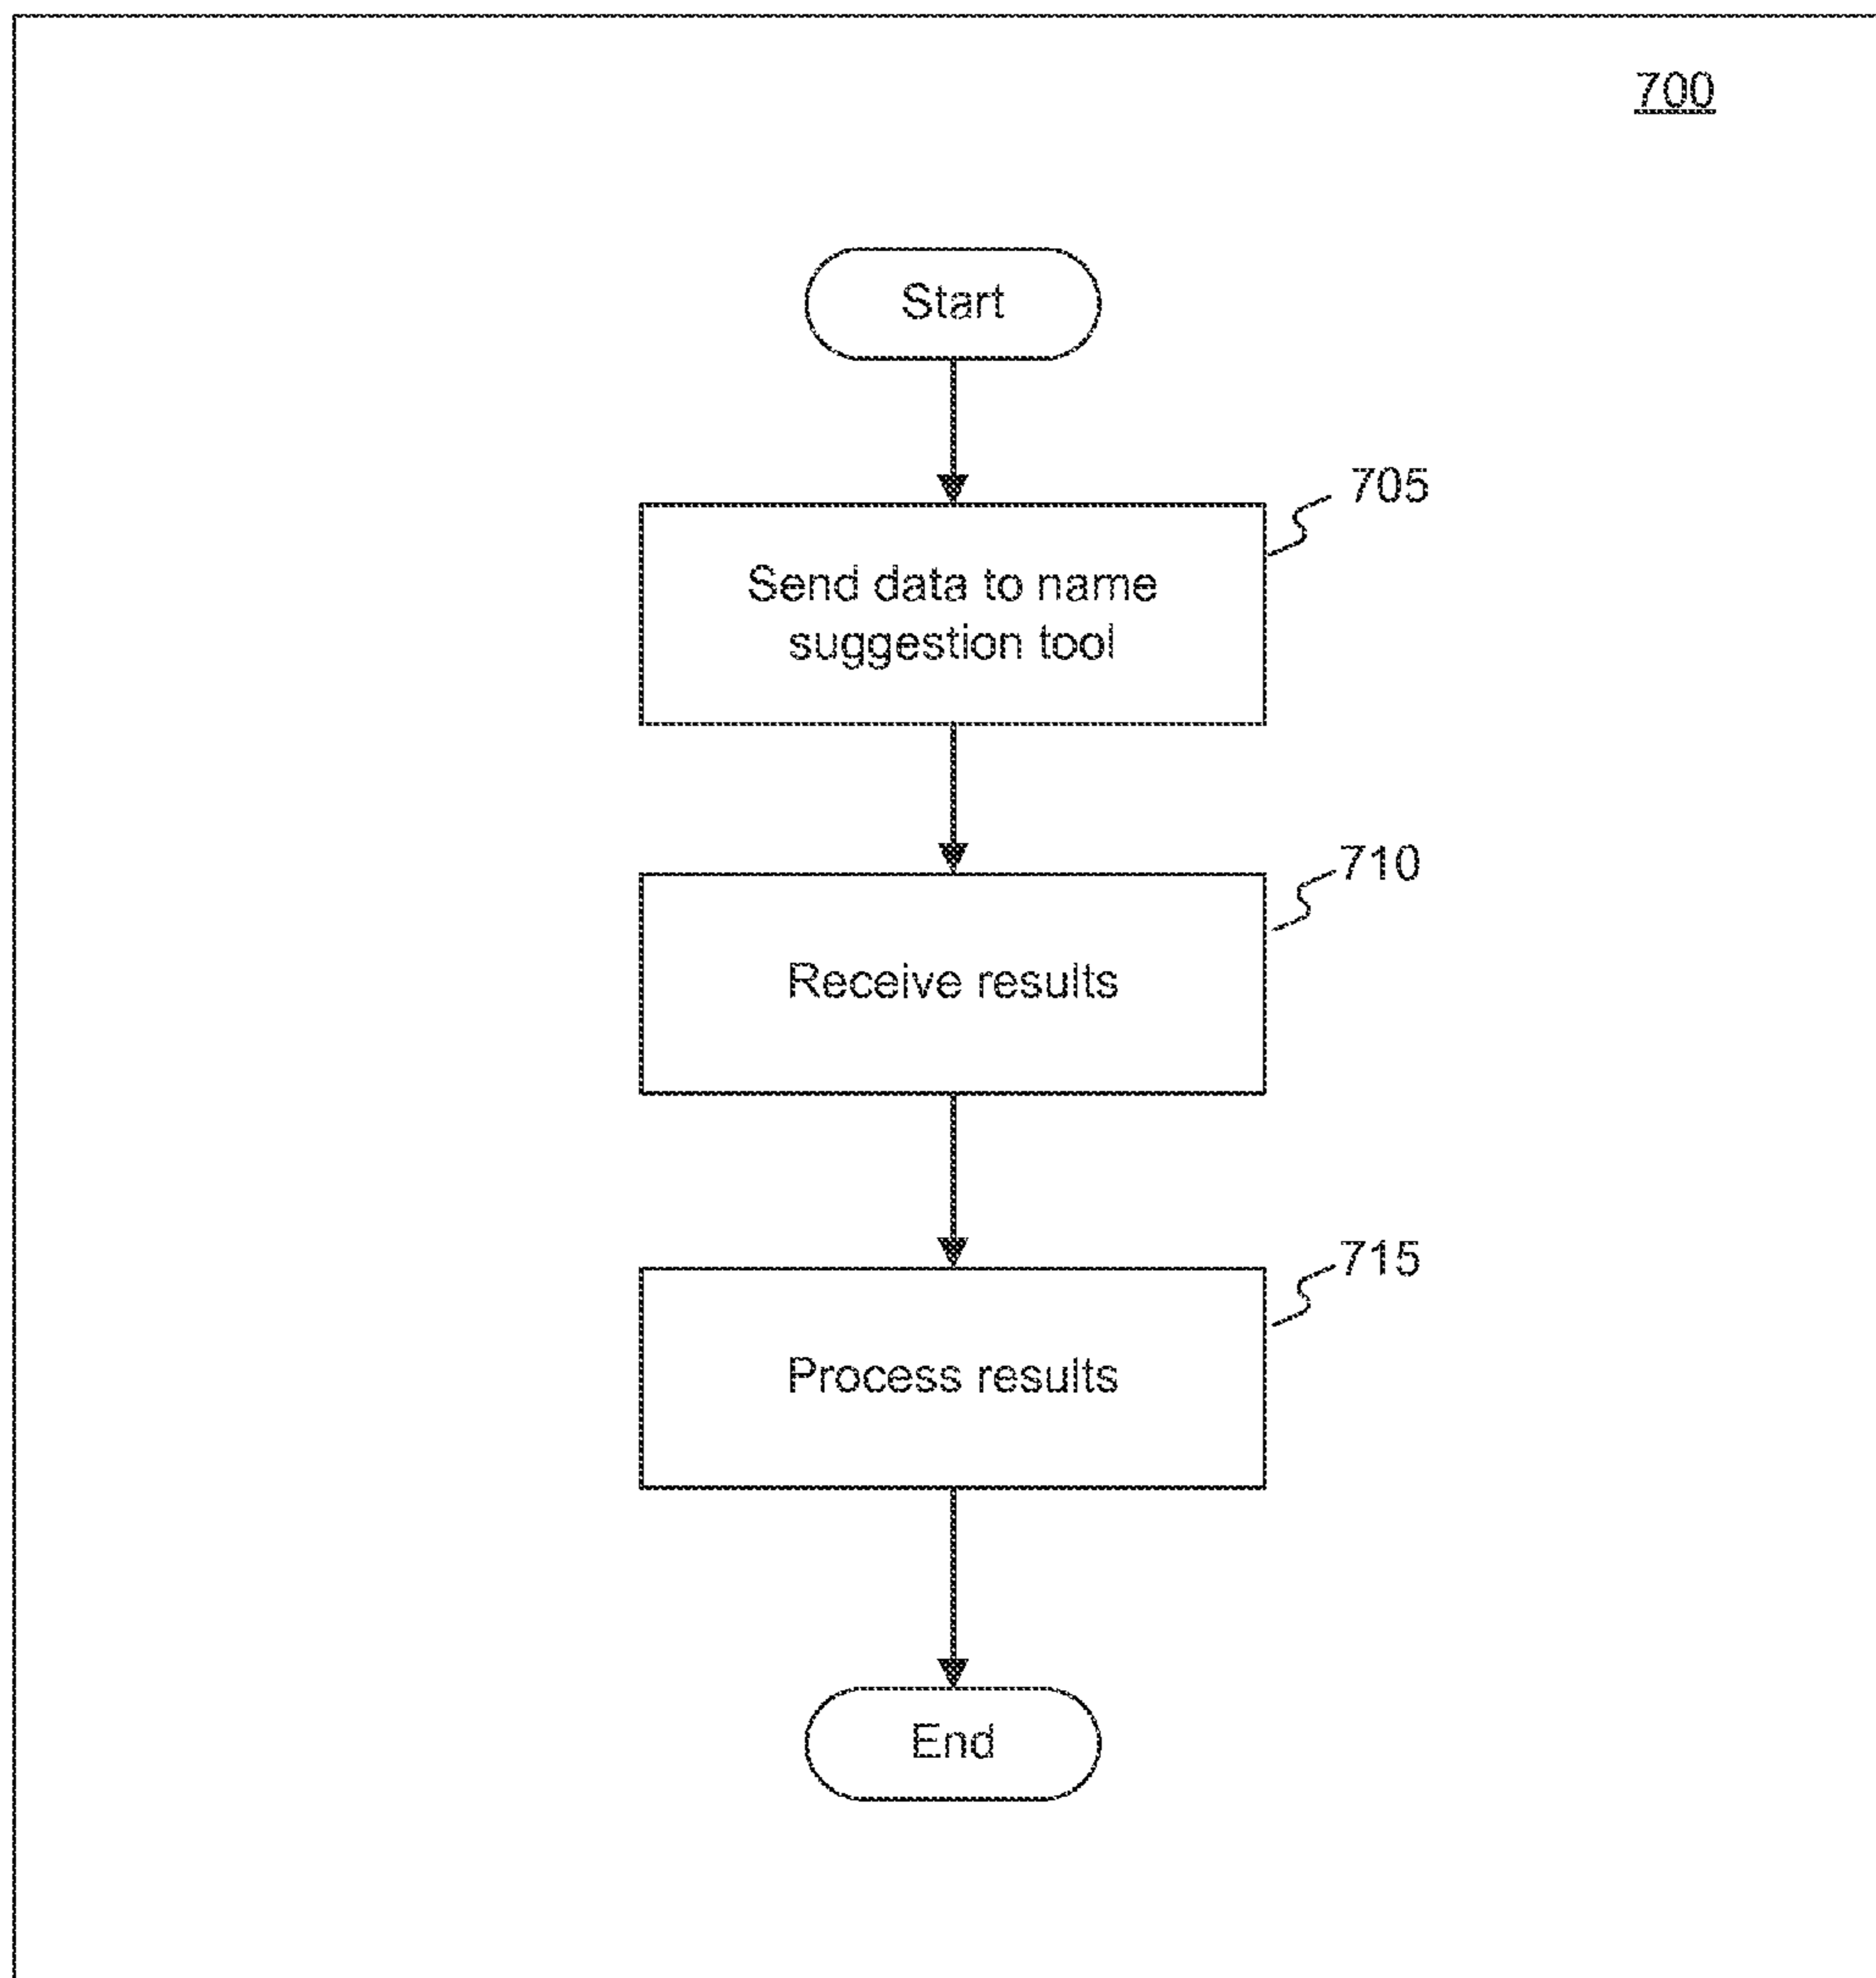 700
Start
705
Send data to name
suggestion tool
710
Receive results
715
Process results
End